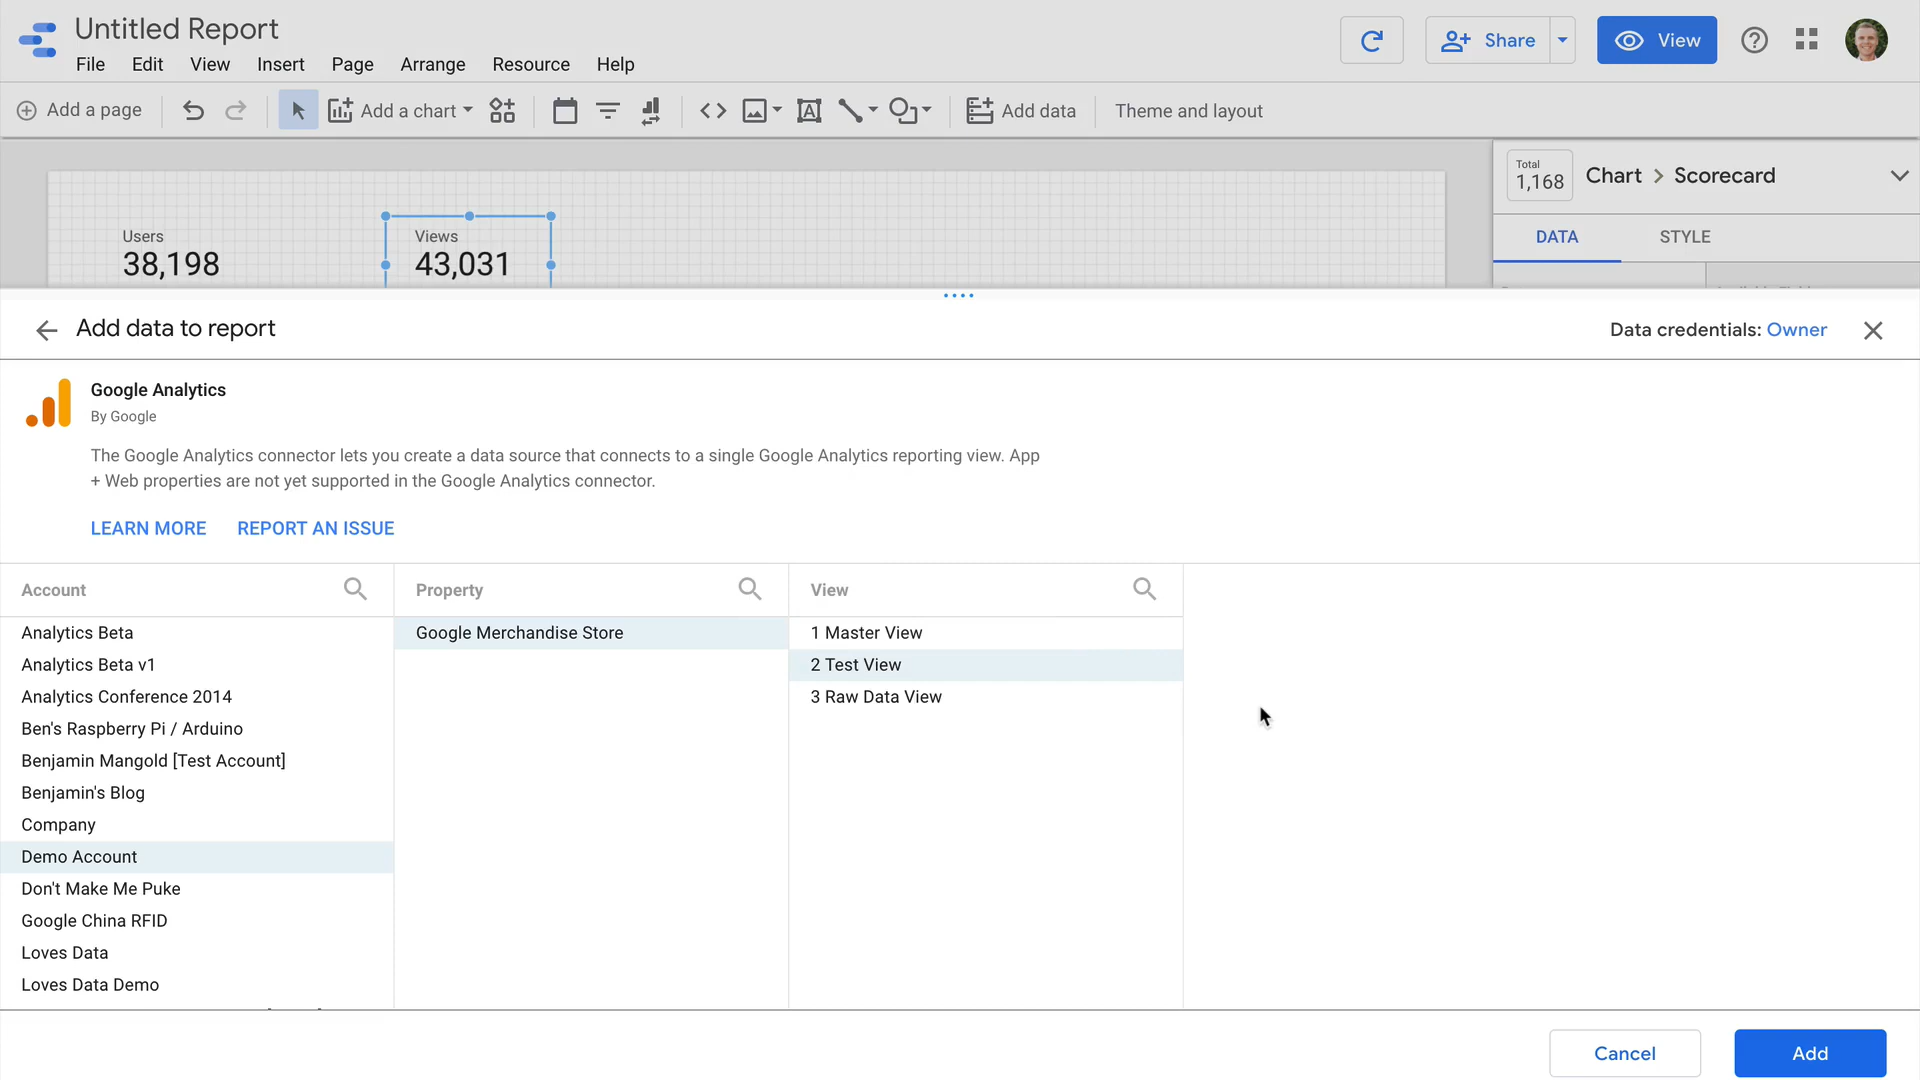 Untitled Report
File Edit View Insert Page Arrange Resource Help
Share
View
Add a page
Add a chart
Add data
Theme and layout
Users
38,198
Views
43,031
Total
1,168
Chart > Scorecard
DATA STYLE
Add data to report
Data credentials: Owner
Google Analytics
By Google
The Google Analytics connector lets you create a data source that connects to a single Google Analytics reporting view. App
+ Web properties are not yet supported in the Google Analytics connector.
LEARN MORE REPORT AN ISSUE
Account
Analytics Beta
Analytics Beta v1
Analytics Conference 2014
Ben's Raspberry Pi / Arduino
Benjamin Mangold [Test Account]
Benjamin's Blog
Company
Demo Account
Don't Make Me Puke
Google China RFID
Loves Data
Loves Data Demo
Property
Google Merchandise Store
View
1 Master View
2 Test View
3 Raw Data View
Cancel
Add